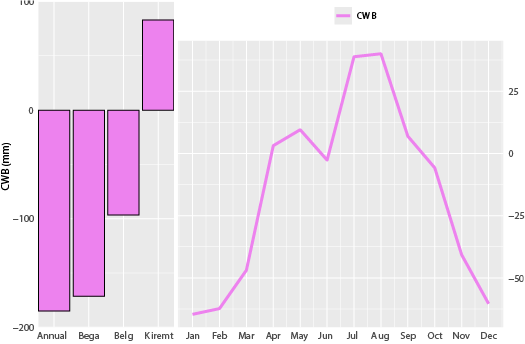 CWB
100
0
−100
−200
CWB (mm)
25
0
−25
−50
Annual Bega Belg Kiremt
Jan Feb Mar Apr May Jun Jul Aug Sep Oct Nov Dec